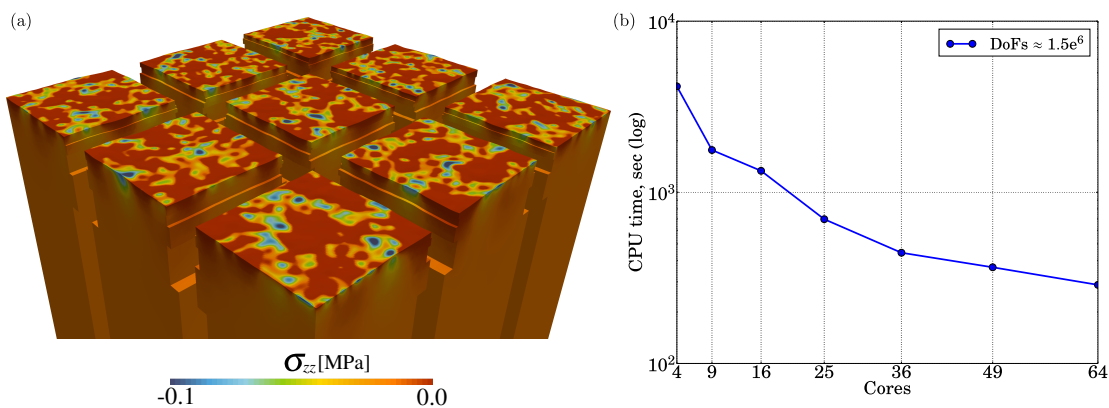 (a)
σzz[MPa]
-0.1 0.0
(b)
DoFs ≈ 1.5e⁶
CPU time, sec (log)
10⁴
10³
10²
4 9 16 25 36 49 64
Cores